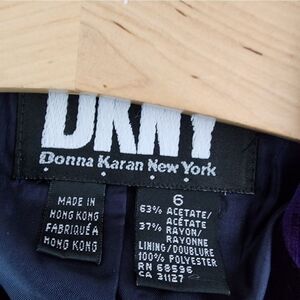 DKNY
Donna Karan New York
MADE IN
HONG KONG
FABRIQUÉ A
HONG KONG
6
63% ACETATE/
ACÉTATE
37% RAYON/
RAYONNE
LINING/DOUBLURE
100% POLYESTER
RN 68596
CA 31127